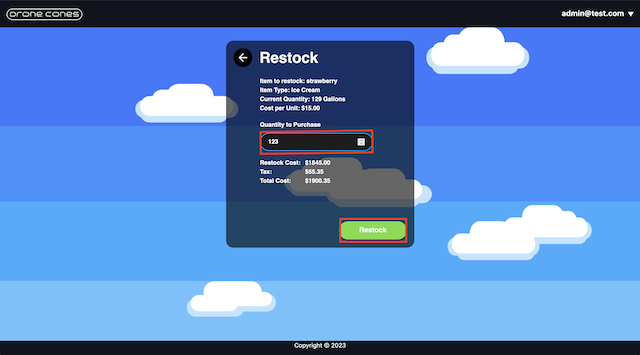 Drone Cones
admin@test.com
Restock
Item to restock: strawberry
Item Type: Ice Cream
Current Quantity: 129 Gallons
Cost per Unit: $15.00
Quantity to Purchase
123
Restock Cost: $1845.00
Tax: $55.35
Total Cost: $1900.35
Restock
Copyright © 2023